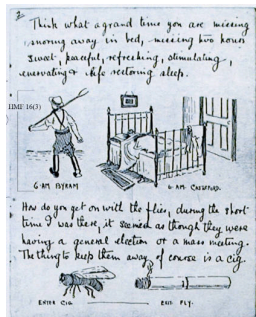 2
Think what a grand time you are missing
snoring away in bed, missing two hours
sweet, peaceful, refreshing, stimulating,
enervating & life restoring sleep.
HMF 16(3)
6 AM BYRAM
6 AM CASTLEFORD.
How do you get on with the flies, during the short
time I was there, it seemed as though they were
having a general election or a mass meeting.
The thing to keep them away of course is a cig.
ENTER CIG
EXIT FLY.